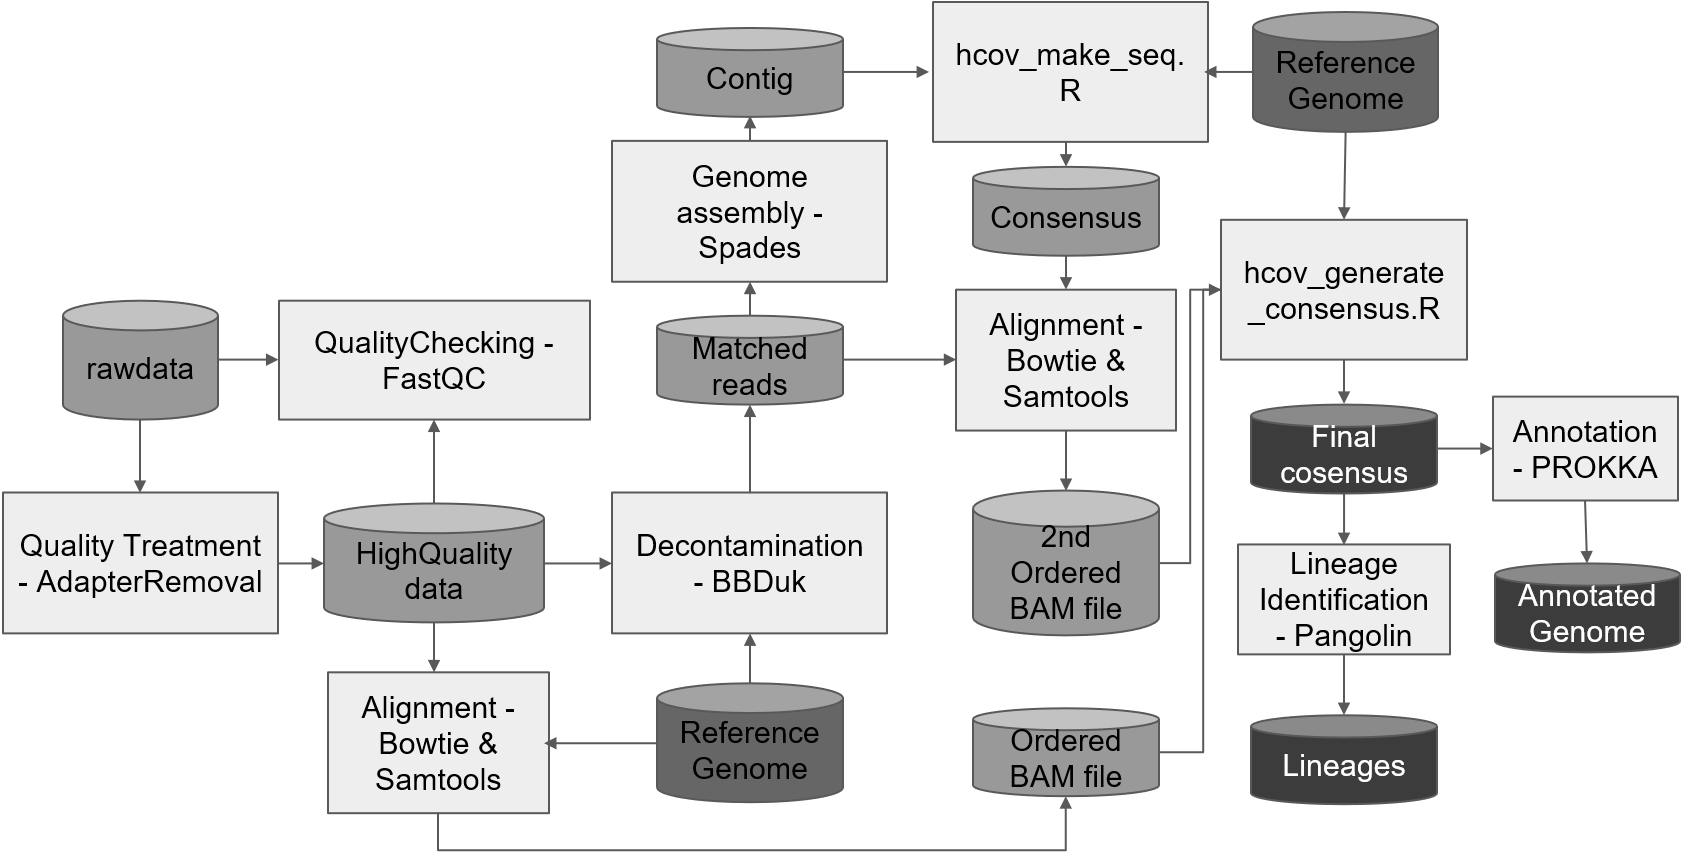 Contig
hcov_make_seq.
R
Reference
Genome
Genome
assembly -
Spades
Consensus
hcov_generate
_consensus.R
rawdata
QualityChecking -
FastQC
Matched
reads
Alignment -
Bowtie &
Samtools
Final
cosensus
Annotation
- PROKKA
Quality Treatment
- AdapterRemoval
HighQuality
data
Decontamination
- BBDuk
2nd
Ordered
BAM file
Lineage
Identification
- Pangolin
Annotated
Genome
Alignment -
Bowtie &
Samtools
Reference
Genome
Ordered
BAM file
Lineages